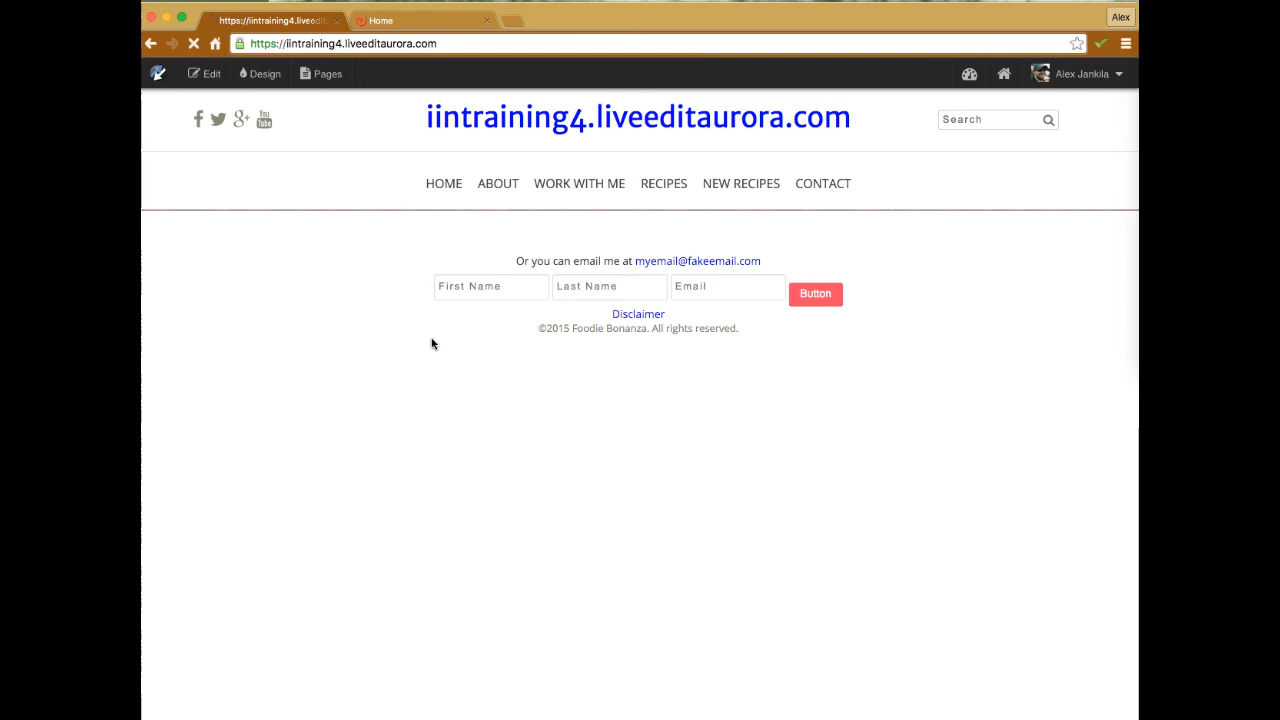 https://iintraining4.liveedit
Home
Alex
https://iintraining4.liveeditaurora.com
Edit Design Pages Alex Jankila
You Tube
iintraining4.liveeditaurora.com
Search
HOME ABOUT WORK WITH ME RECIPES NEW RECIPES CONTACT
Or you can email me at myemail@fakeemail.com
First Name Last Name Email Button
Disclaimer
©2015 Foodie Bonanza. All rights reserved.